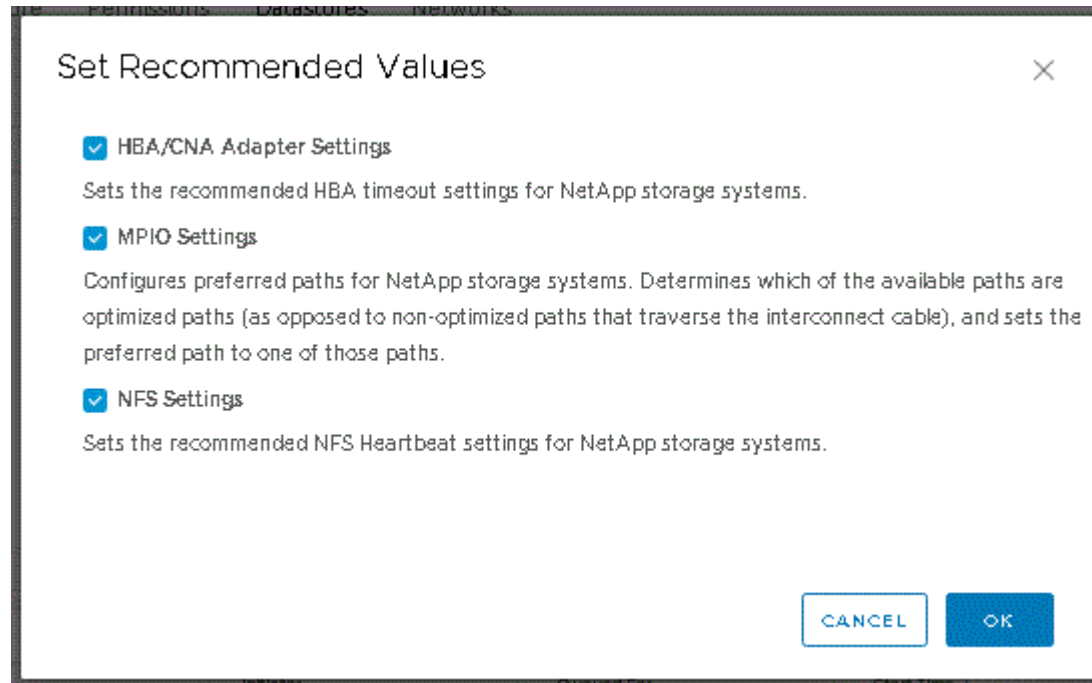 Permissions Datastores Networks
Set Recommended Values
HBA/CNA Adapter Settings
Sets the recommended HBA timeout settings for NetApp storage systems.
MPIO Settings
Configures preferred paths for NetApp storage systems. Determines which of the available paths are
optimized paths (as opposed to non-optimized paths that traverse the interconnect cable), and sets the
preferred path to one of those paths.
NFS Settings
Sets the recommended NFS Heartbeat settings for NetApp storage systems.
CANCEL OK